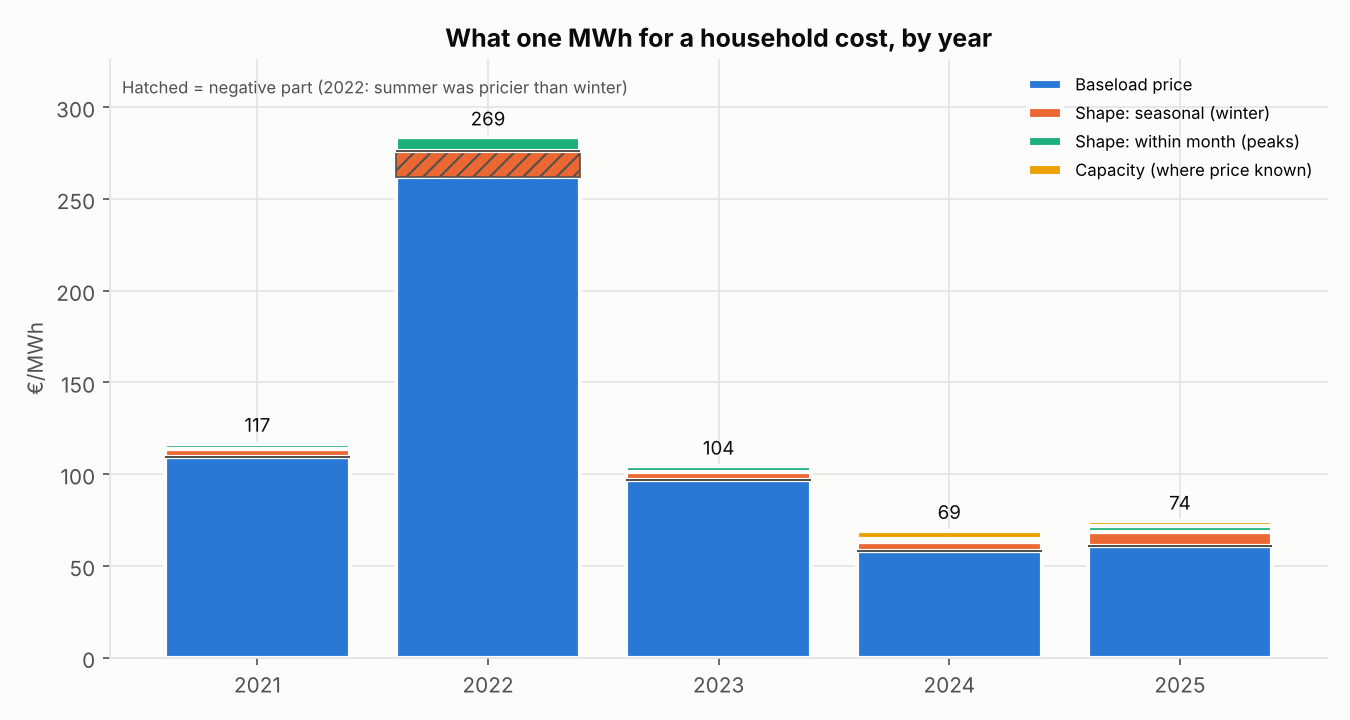 What one MWh for a household cost, by year
Hatched = negative part (2022: summer was pricier than winter)
Baseload price
Shape: seasonal (winter)
Shape: within month (peaks)
Capacity (where price known)
€/MWh
300
250
200
150
100
50
0
117
269
104
69
74
2021
2022
2023
2024
2025